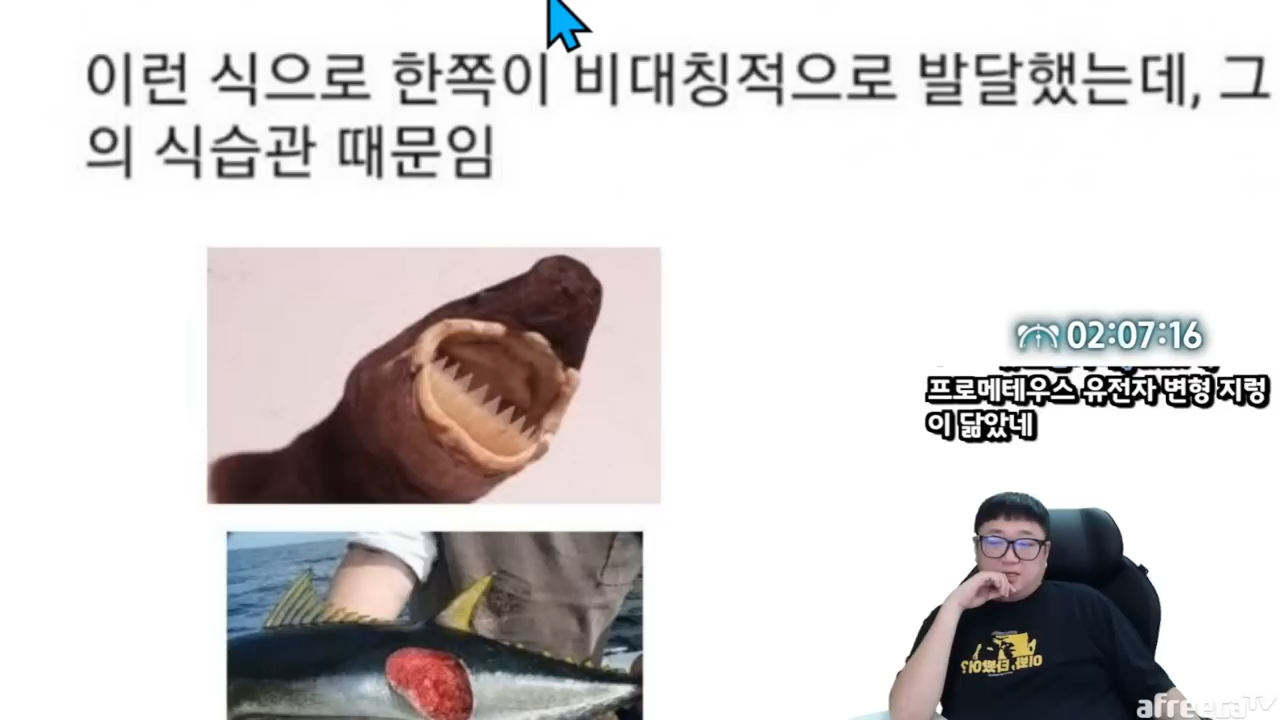 이런 식으로 한쪽이 비대칭적으로 발달했는데, 그
의 식습관 때문임
02:07:16
프로메테우스 유전자 변형 지렁
이 닮았네
afreecaTV